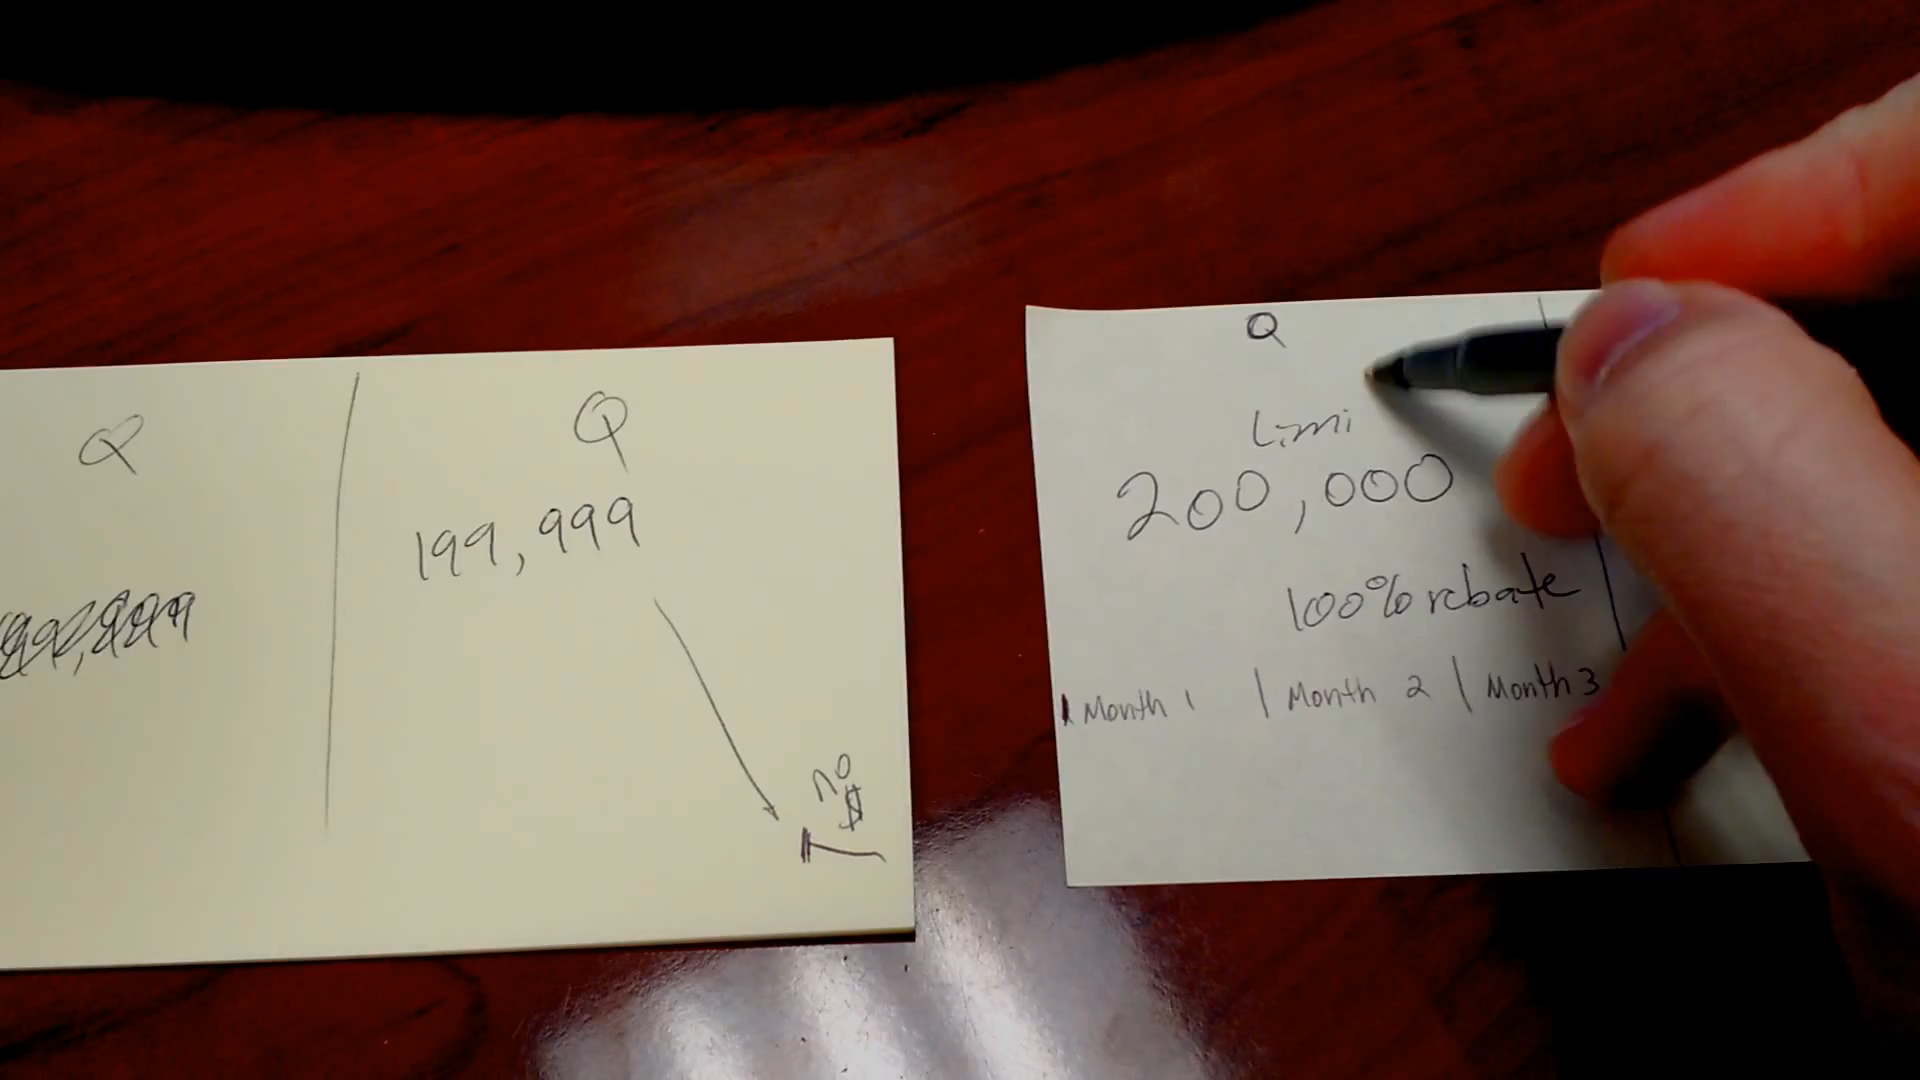 Q
Q
199,999
no
$
Q
Limi
200,000
100% rebate
Month 1 | Month 2 | Month 3